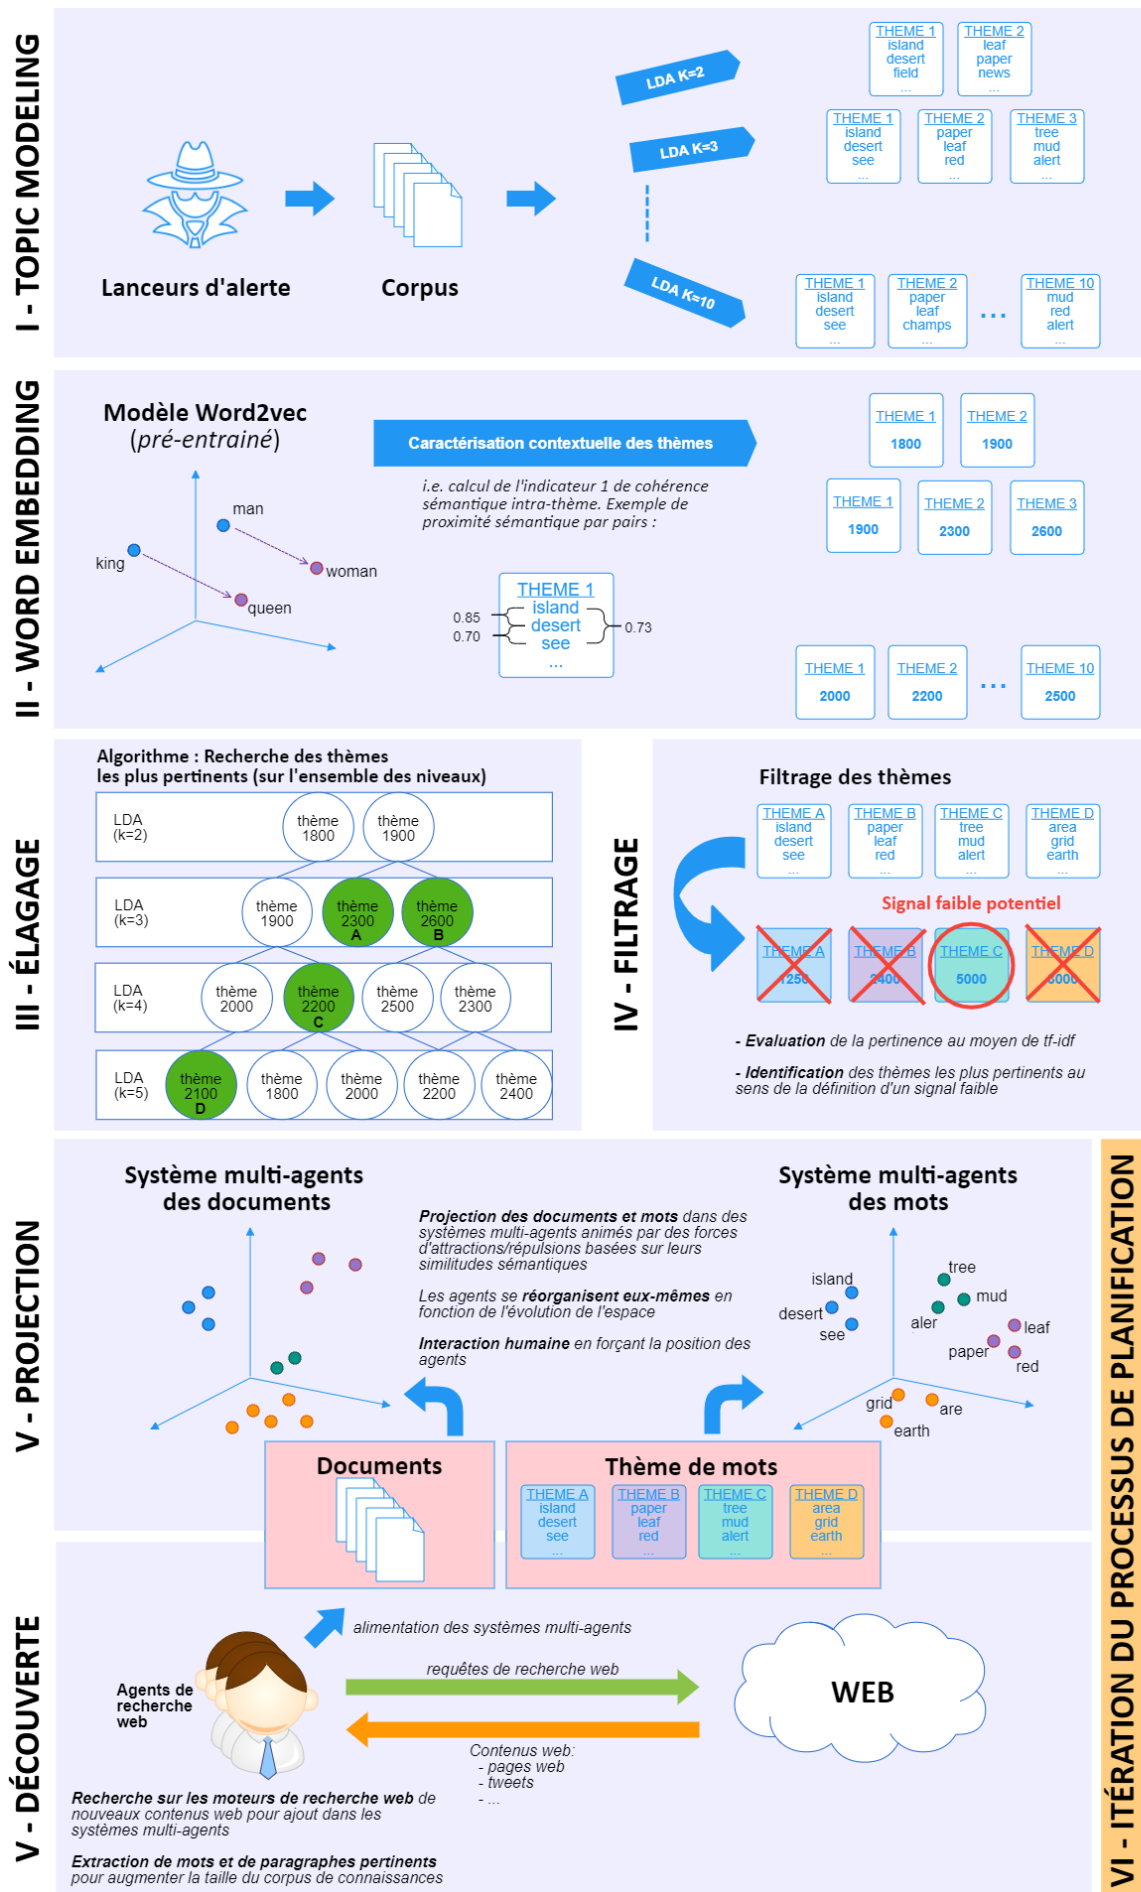 I - TOPIC MODELING
Lanceurs d'alerte
Corpus
LDA K=2
LDA K=3
LDA K=10
THEME 1
island
desert
field
...
THEME 2
leaf
paper
news
...
THEME 1
island
desert
see
...
THEME 2
paper
leaf
red
...
THEME 3
tree
mud
alert
...
THEME 1
island
desert
see
...
THEME 2
paper
leaf
champs
...
...
THEME 10
mud
red
alert
...
II - WORD EMBEDDING
Modèle Word2vec
(pré-entrainé)
man
king
woman
queen
Caractérisation contextuelle des thèmes
i.e. calcul de l'indicateur 1 de cohérence
sémantique intra-thème. Exemple de
proximité sémantique par pairs :
THEME 1
island
desert
see
...
0.85
0.70
0.73
THEME 1
1800
THEME 2
1900
THEME 1
1900
THEME 2
2300
THEME 3
2600
THEME 1
2000
THEME 2
2200
...
THEME 10
2500
III - ÉLAGAGE
Algorithme : Recherche des thèmes
les plus pertinents (sur l'ensemble des niveaux)
LDA
(k=2)
thème
1800
thème
1900
LDA
(k=3)
thème
1900
thème
2300
A
thème
2600
B
LDA
(k=4)
thème
2000
thème
2200
C
thème
2500
thème
2300
LDA
(k=5)
thème
2100
D
thème
1800
thème
2000
thème
2200
thème
2400
IV - FILTRAGE
Filtrage des thèmes
THEME A
island
desert
see
...
THEME B
paper
leaf
red
...
THEME C
tree
mud
alert
...
THEME D
area
grid
earth
...
Signal faible potentiel
THEME A
1250
THEME B
2400
THEME C
5000
THEME D
3000
- Evaluation de la pertinence au moyen de tf-idf
- Identification des thèmes les plus pertinents au
sens de la définition d'un signal faible
V - PROJECTION
Système multi-agents
des documents
Projection des documents et mots dans des
systèmes multi-agents animés par des forces
d'attractions/répulsions basées sur leurs
similitudes sémantiques
Les agents se réorganisent eux-mêmes en
fonction de l'évolution de l'espace
Interaction humaine en forçant la position des
agents
Système multi-agents
des mots
island
desert
see
tree
mud
aler
leaf
paper
red
grid
are
earth
Documents
Thème de mots
THEME A
island
desert
see
...
THEME B
paper
leaf
red
...
THEME C
tree
mud
alert
...
THEME D
area
grid
earth
...
V - DÉCOUVERTE
alimentation des systèmes multi-agents
requêtes de recherche web
Agents de
recherche
web
WEB
Contenus web:
- pages web
- tweets
- ...
Recherche sur les moteurs de recherche web de
nouveaux contenus web pour ajout dans les
systèmes multi-agents
Extraction de mots et de paragraphes pertinents
pour augmenter la taille du corpus de connaissances
VI - ITÉRATION DU PROCESSUS DE PLANIFICATION